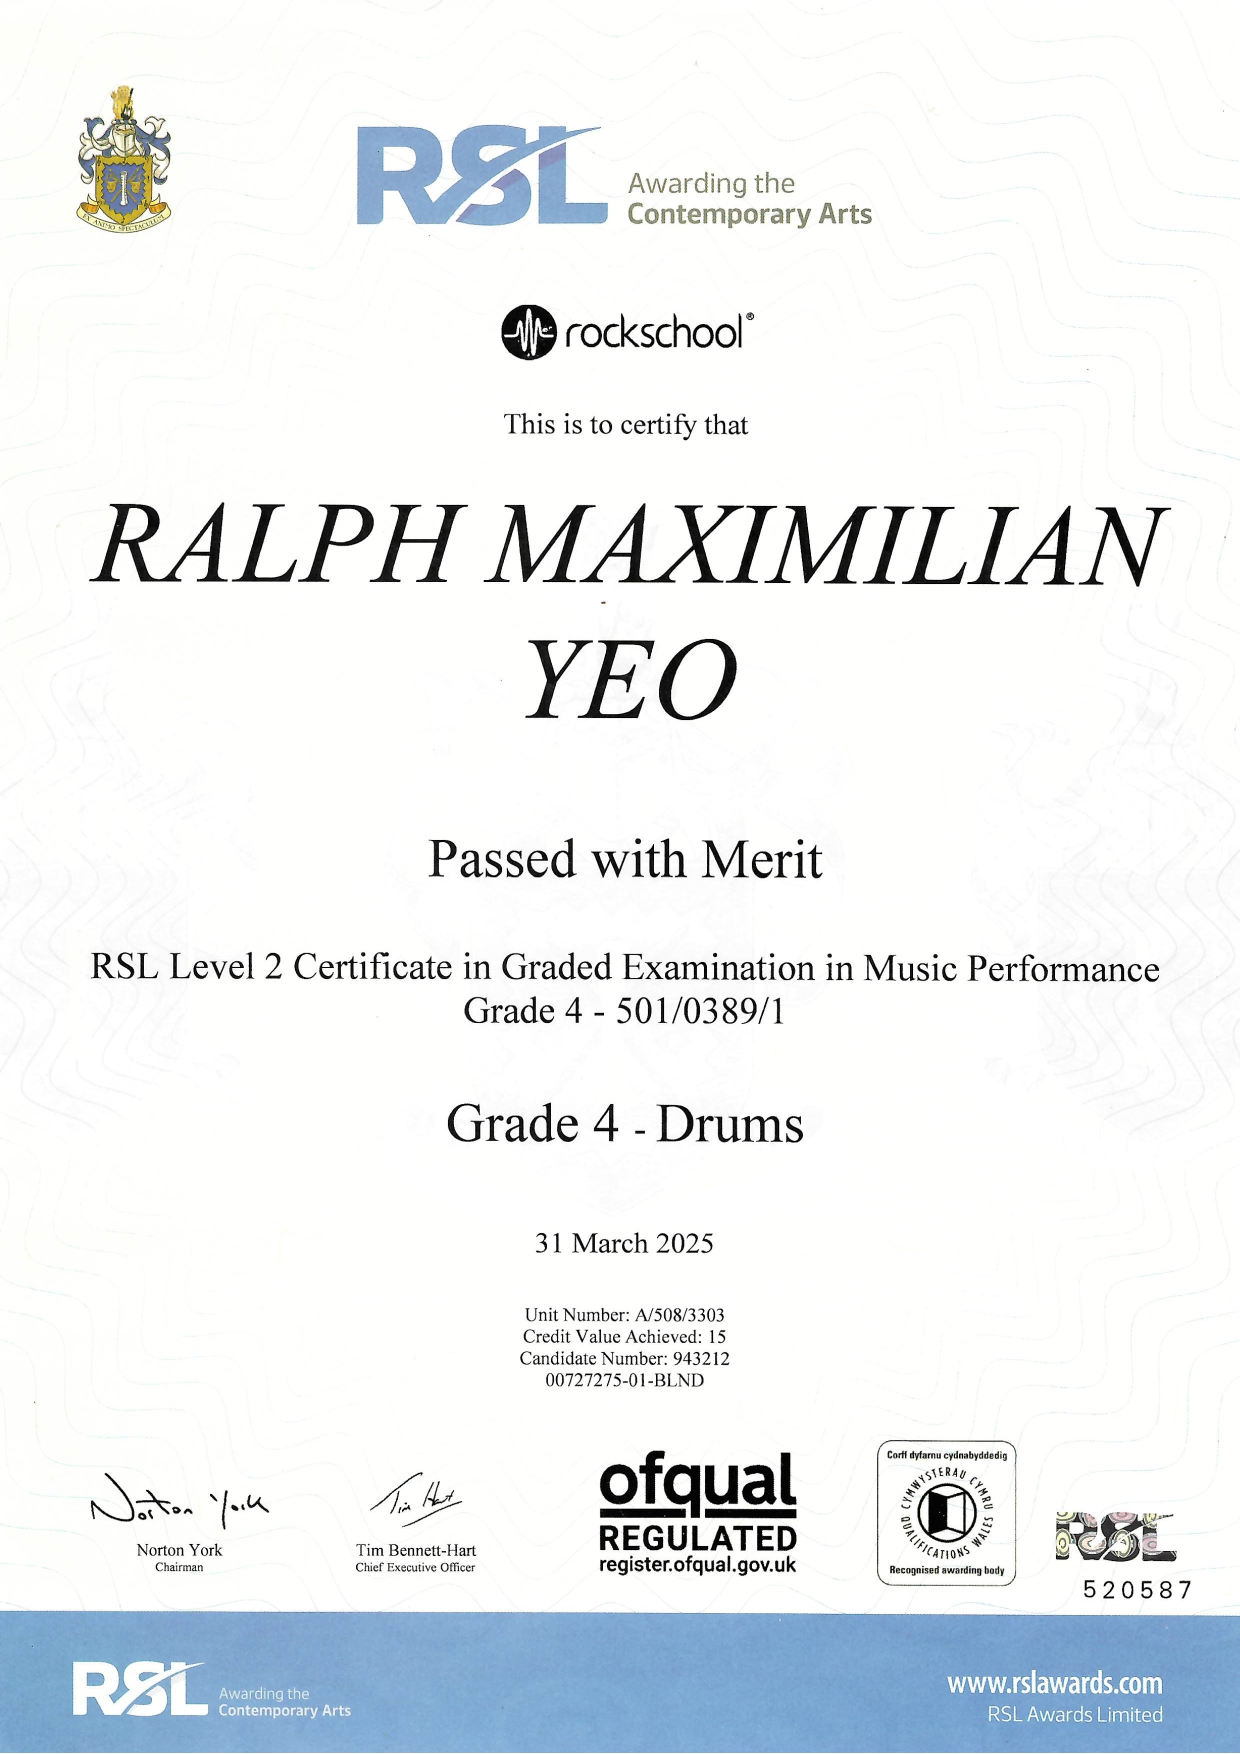 EX ANIMO SPECTACULUM
RSL Awarding the
Contemporary Arts
rockschool®
This is to certify that
RALPH MAXIMILIAN
YEO
Passed with Merit
RSL Level 2 Certificate in Graded Examination in Music Performance
Grade 4 - 501/0389/1
Grade 4 - Drums
31 March 2025
Unit Number: A/508/3303
Credit Value Achieved: 15
Candidate Number: 943212
00727275-01-BLND
Norton York
Norton York
Chairman
Tim Hart
Tim Bennett-Hart
Chief Executive Officer
ofqual
REGULATED
register.ofqual.gov.uk
Corff dyfarnu cydnabyddedig
CYMWYSTERAU CYMRU
QUALIFICATIONS WALES
Recognised awarding body
RSL
520587
RSL Awarding the
Contemporary Arts
www.rslawards.com
RSL Awards Limited